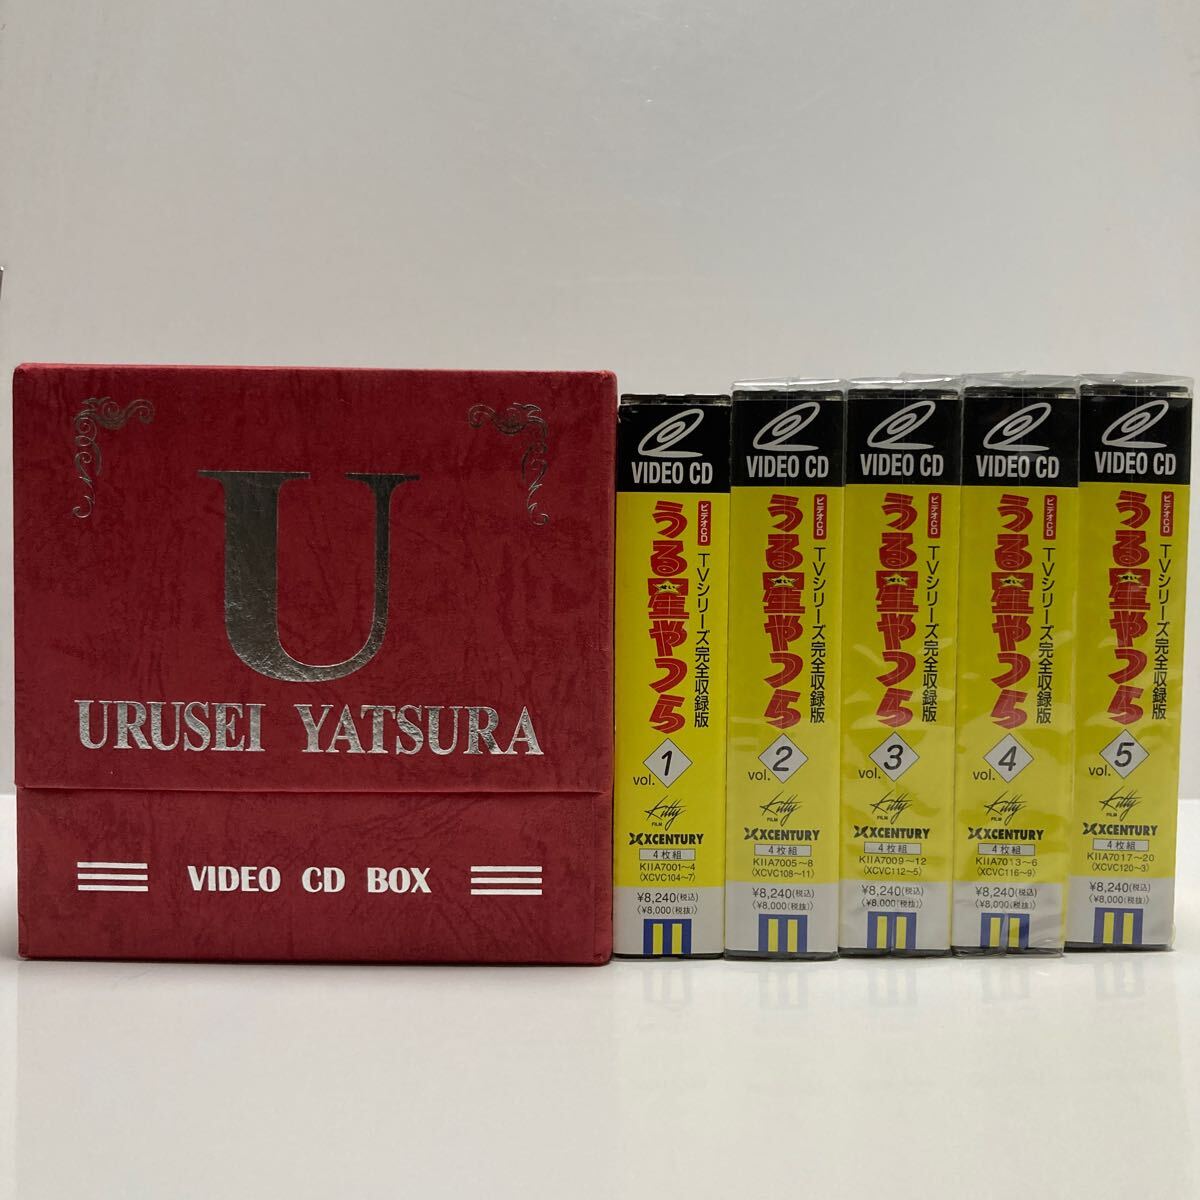 U
URUSEI YATSURA
VIDEO CD BOX
VIDEO CD
ビデオCD
うる星やつら
せい
TVシリーズ完全収録版
vol. 1
Kitty
FILM
XCENTURY
4枚組
KIIA7001〜4
(XCVC104〜7)
¥8,240(税込)
(¥8,000(税抜))
VIDEO CD
ビデオCD
うる星やつら
せい
TVシリーズ完全収録版
vol. 2
Kitty
FILM
XCENTURY
4枚組
KIIA7005〜8
(XCVC108〜11)
¥8,240(税込)
(¥8,000(税抜))
VIDEO CD
ビデオCD
うる星やつら
せい
TVシリーズ完全収録版
vol. 3
Kitty
FILM
XCENTURY
4枚組
KIIA7009〜12
(XCVC112〜5)
¥8,240(税込)
(¥8,000(税抜))
VIDEO CD
ビデオCD
うる星やつら
せい
TVシリーズ完全収録版
vol. 4
Kitty
FILM
XCENTURY
4枚組
KIIA7013〜6
(XCVC116〜9)
¥8,240(税込)
(¥8,000(税抜))
VIDEO CD
ビデオCD
うる星やつら
せい
TVシリーズ完全収録版
vol. 5
Kitty
FILM
XCENTURY
4枚組
KIIA7017〜20
(XCVC120〜3)
¥8,240(税込)
(¥8,000(税抜))